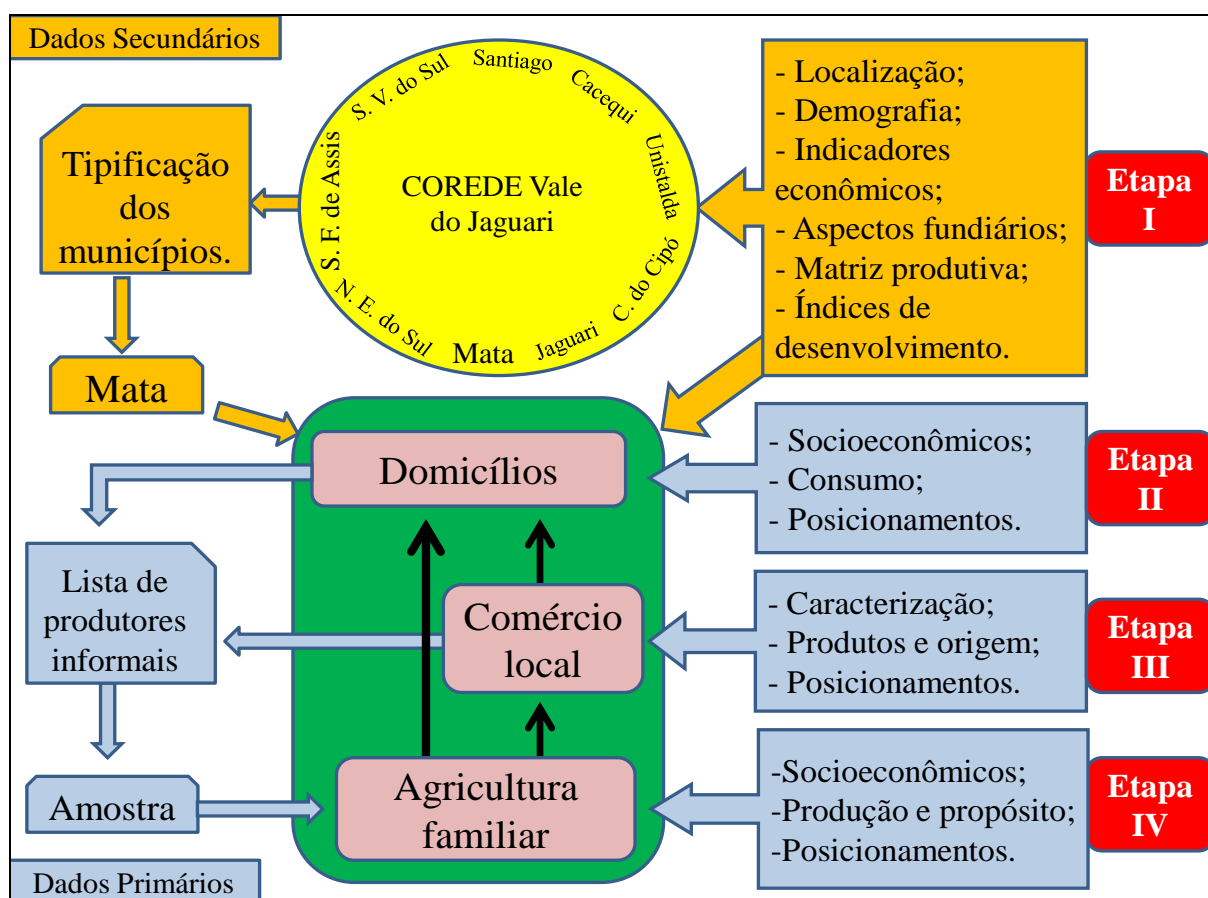 Dados Secundários
S. F. de Assis
S. V. do Sul
Santiago
Cacequi
Unistalda
C. do Cipó
Jaguari
Mata
N. E. do Sul
COREDE Vale
do Jaguari
- Localização;
- Demografia;
- Indicadores
econômicos;
- Aspectos fundiários;
- Matriz produtiva;
- Índices de
desenvolvimento.
Etapa
I
Tipificação
dos
municípios.
Mata
Domicílios
- Socioeconômicos;
- Consumo;
- Posicionamentos.
Etapa
II
Lista de
produtores
informais
Comércio
local
- Caracterização;
- Produtos e origem;
- Posicionamentos.
Etapa
III
Amostra
Agricultura
familiar
-Socioeconômicos;
-Produção e propósito;
-Posicionamentos.
Etapa
IV
Dados Primários